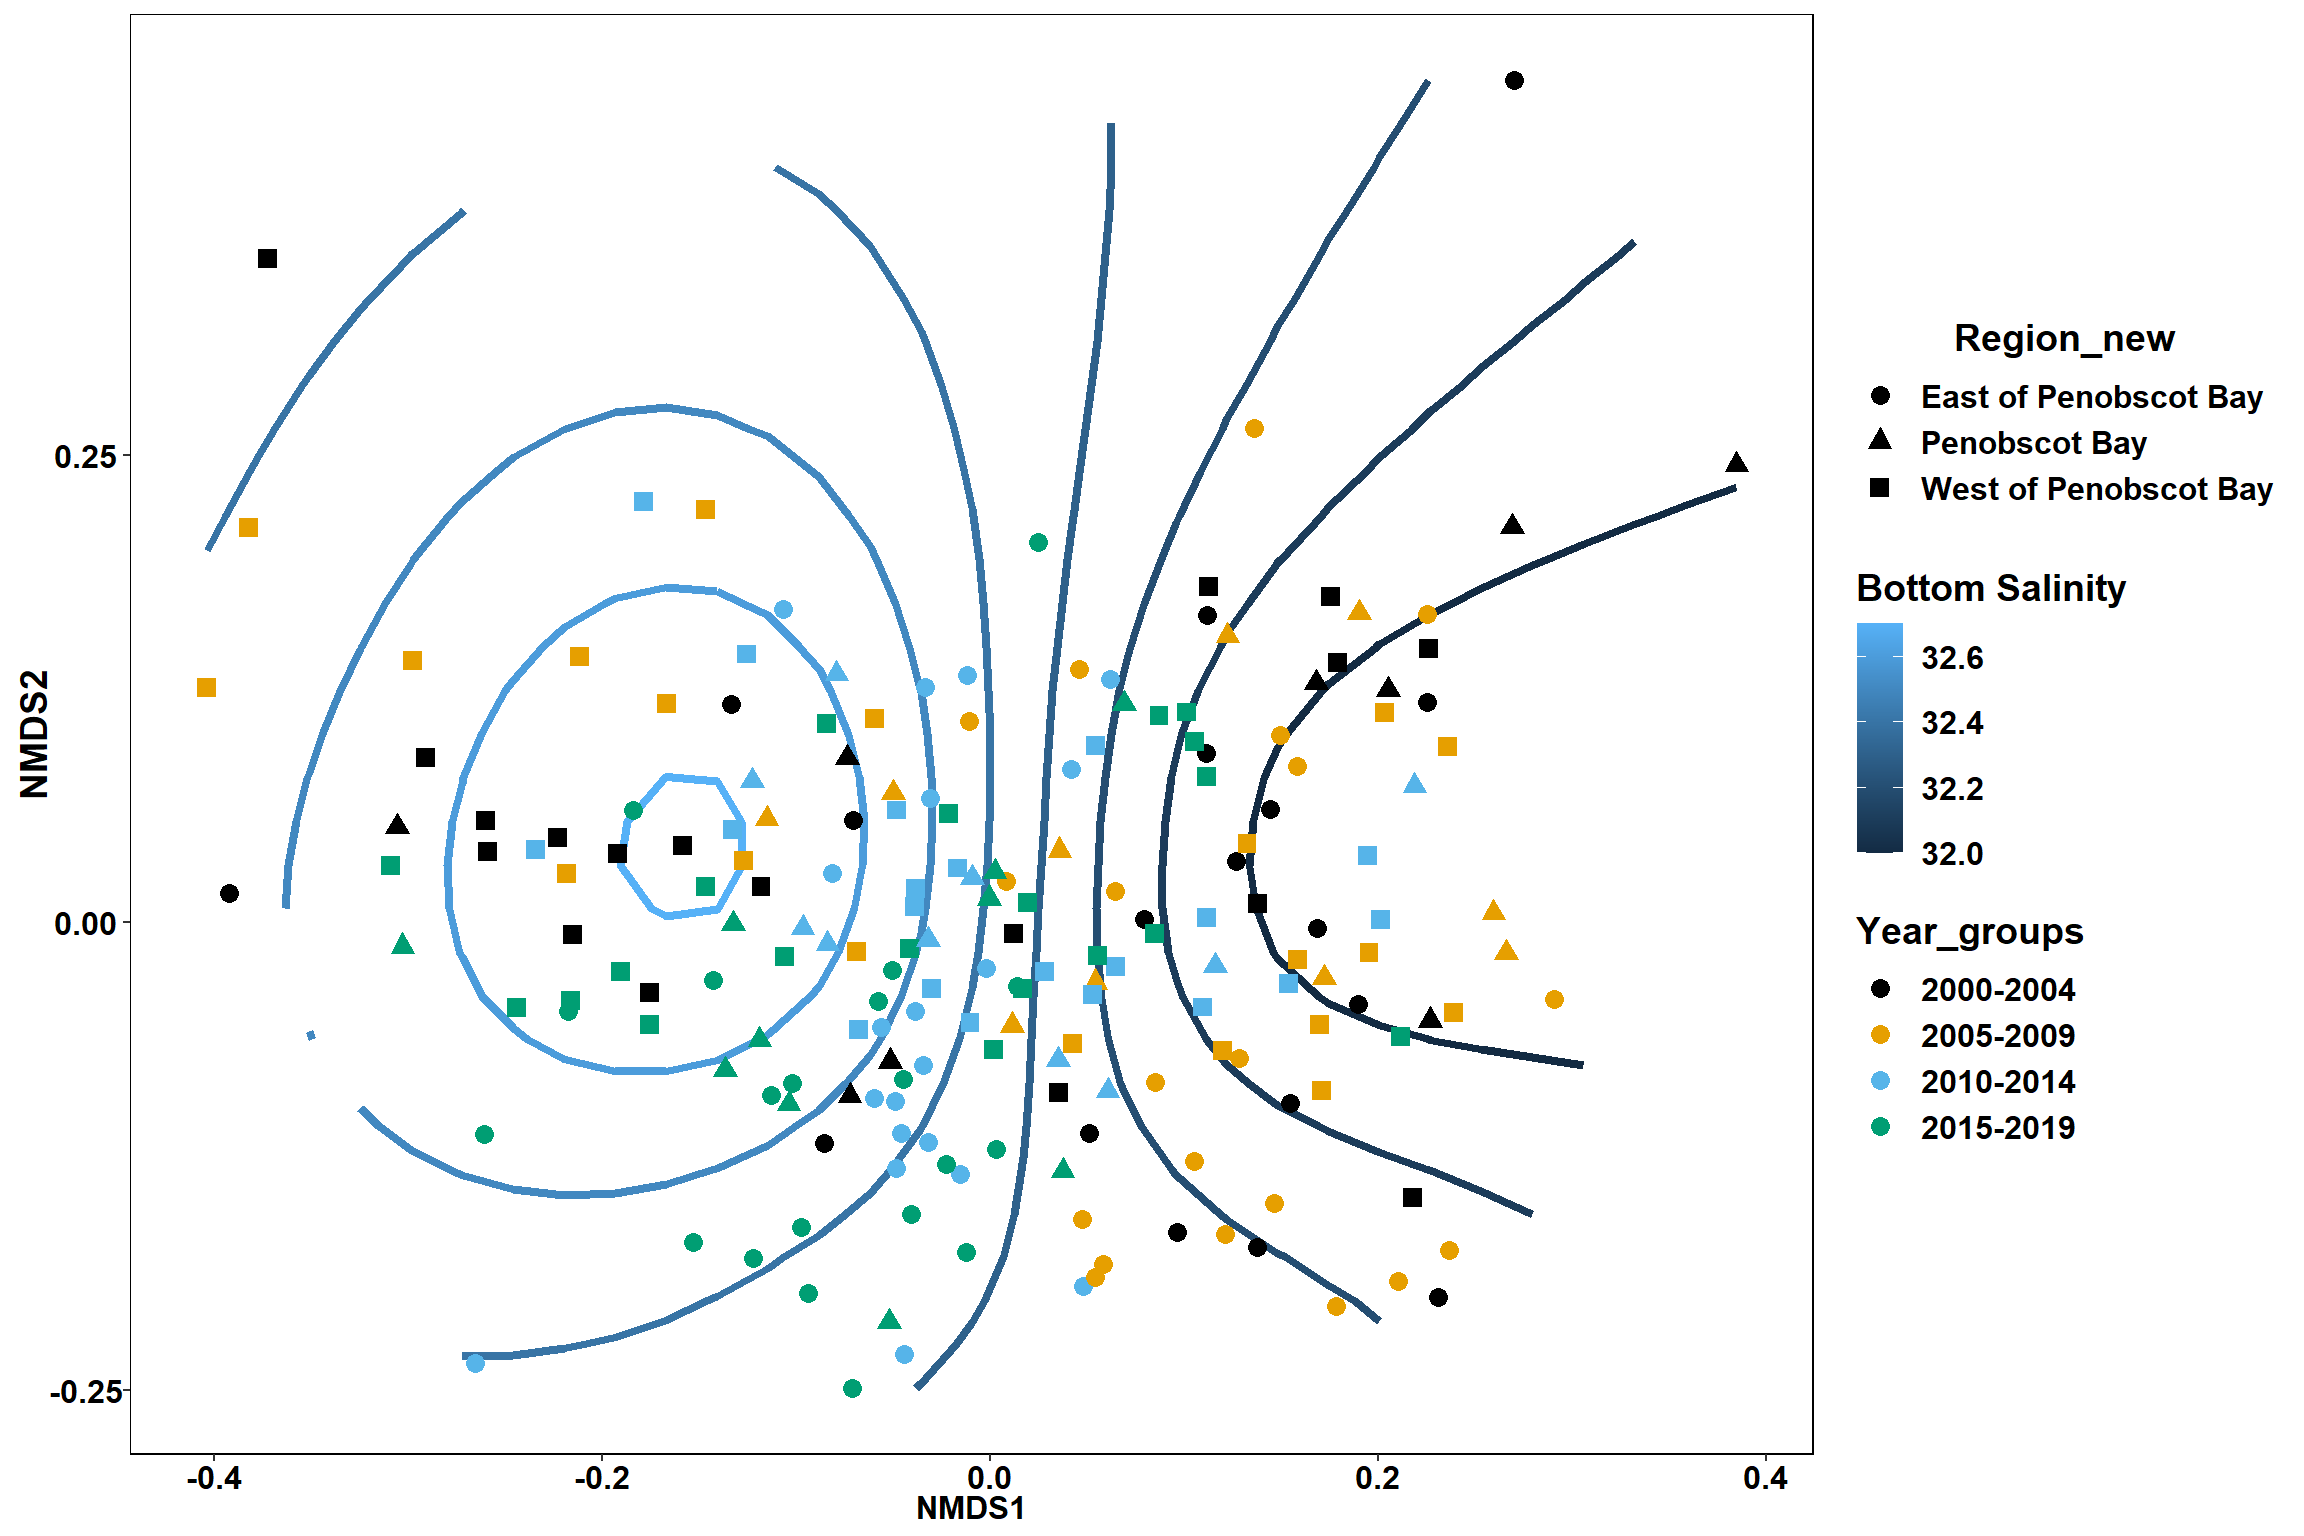 NMDS2
0.25
0.00
-0.25
-0.4
-0.2
0.0
0.2
0.4
NMDS1
Region_new
East of Penobscot Bay
Penobscot Bay
West of Penobscot Bay
Bottom Salinity
32.6
32.4
32.2
32.0
Year_groups
2000-2004
2005-2009
2010-2014
2015-2019